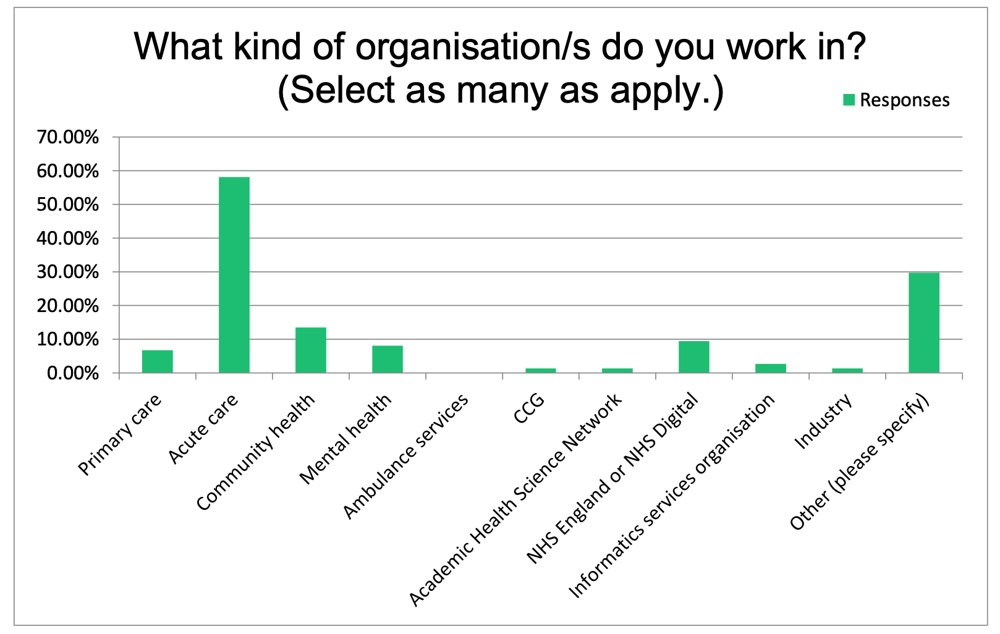 What kind of organisation/s do you work in?
(Select as many as apply.)
Responses
70.00%
60.00%
50.00%
40.00%
30.00%
20.00%
10.00%
0.00%
Primary care
Acute care
Community health
Mental health
Ambulance services
CCG
Academic Health Science Network
NHS England or NHS Digital
Informatics services organisation
Industry
Other (please specify)